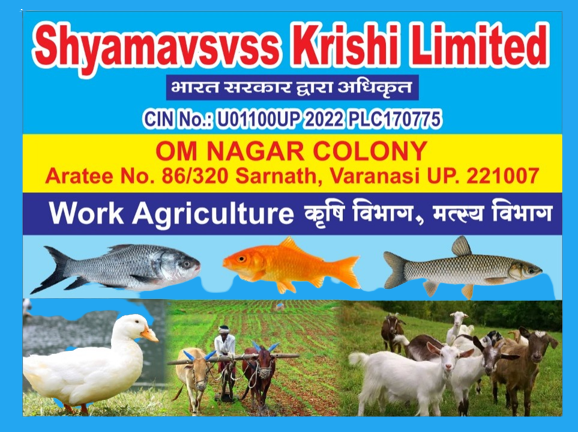 Shyamavsvss Krishi Limited
भारत सरकार द्वारा अधिकृत
CIN No.: U01100UP 2022 PLC170775
OM NAGAR COLONY
Aratee No. 86/320 Sarnath, Varanasi UP. 221007
Work Agriculture कृषि विभाग, मत्स्य विभाग